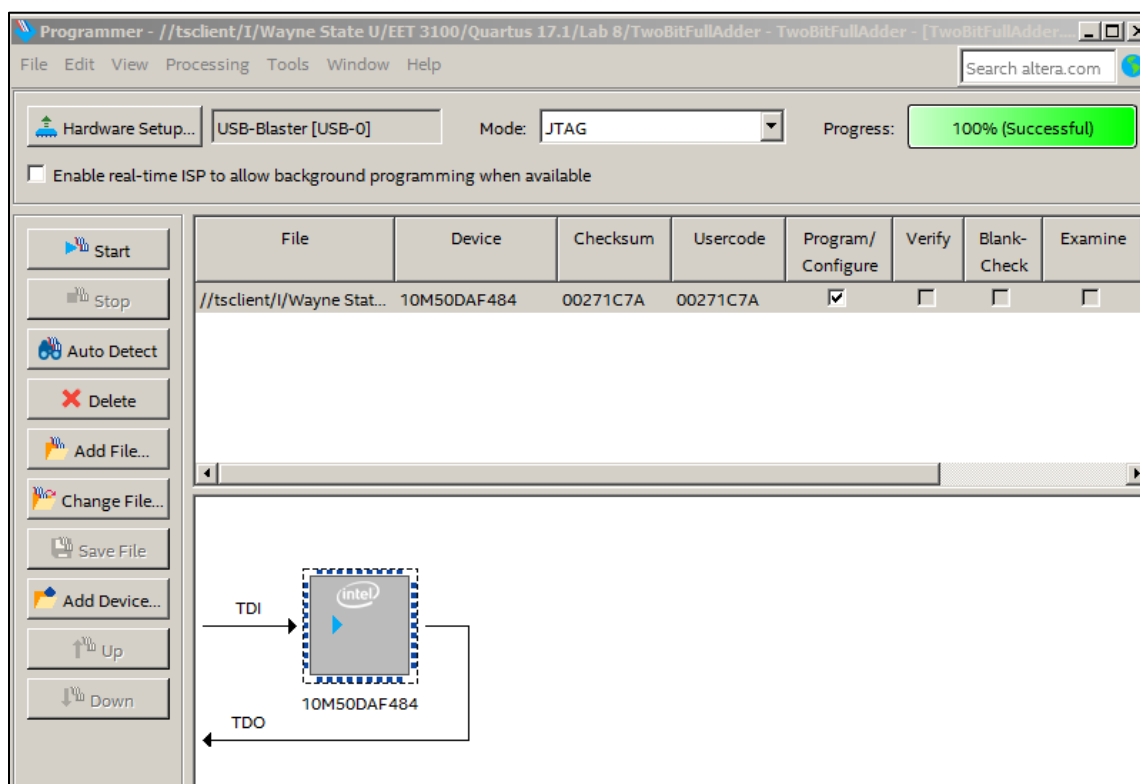 Programmer - //tsclient/I/Wayne State U/EET 3100/Quartus 17.1/Lab 8/TwoBitFullAdder - TwoBitFullAdder - [TwoBitFullAdder....
File Edit View Processing Tools Window Help
Search altera.com
Hardware Setup... USB-Blaster [USB-0] Mode: JTAG Progress: 100% (Successful)
Enable real-time ISP to allow background programming when available
Start
Stop
Auto Detect
Delete
Add File...
Change File...
Save File
Add Device...
Up
Down
File Device Checksum Usercode Program/ Verify Blank- Examine
Configure Check
//tsclient/I/Wayne Stat... 10M50DAF484 00271C7A 00271C7A
intel
TDI
10M50DAF484
TDO